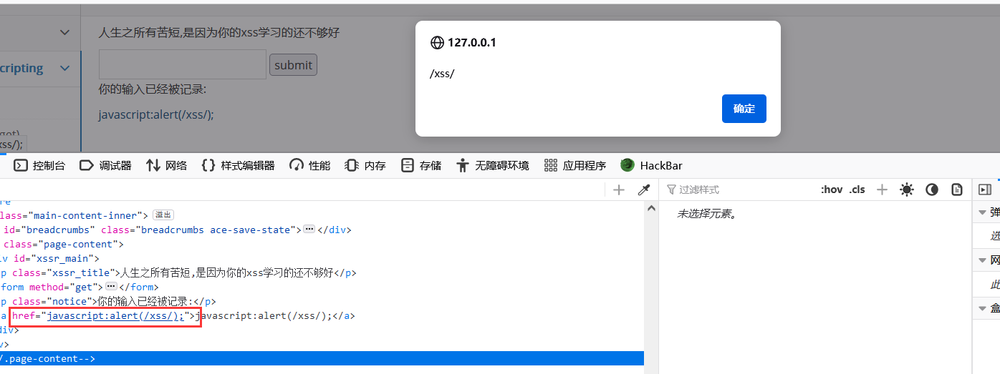 人生之所有苦短,是因为你的xss学习的还不够好
127.0.0.1
/xss/
cripting
submit
确定
你的输入已经被记录:
javascript:alert(/xss/);
xss/);
控制台 调试器 网络 样式编辑器 性能 内存 存储 无障碍环境 应用程序 HackBar
过滤样式 :hov .cls
re
lass="main-content-inner"> 溢出
未选择元素。
弹
id="breadcrumbs" class="breadcrumbs ace-save-state"></div>
选
class="page-content">
iv id="xssr_main">
网
p class="xssr_title">人生之所有苦短,是因为你的xss学习的还不够好</p>
form method="get"></form>
此
p class="notice">你的输入已经被记录:</p>
盒
a href="javascript:alert(/xss/);">javascript:alert(/xss/);</a>
div>
v>
/.page-content-->